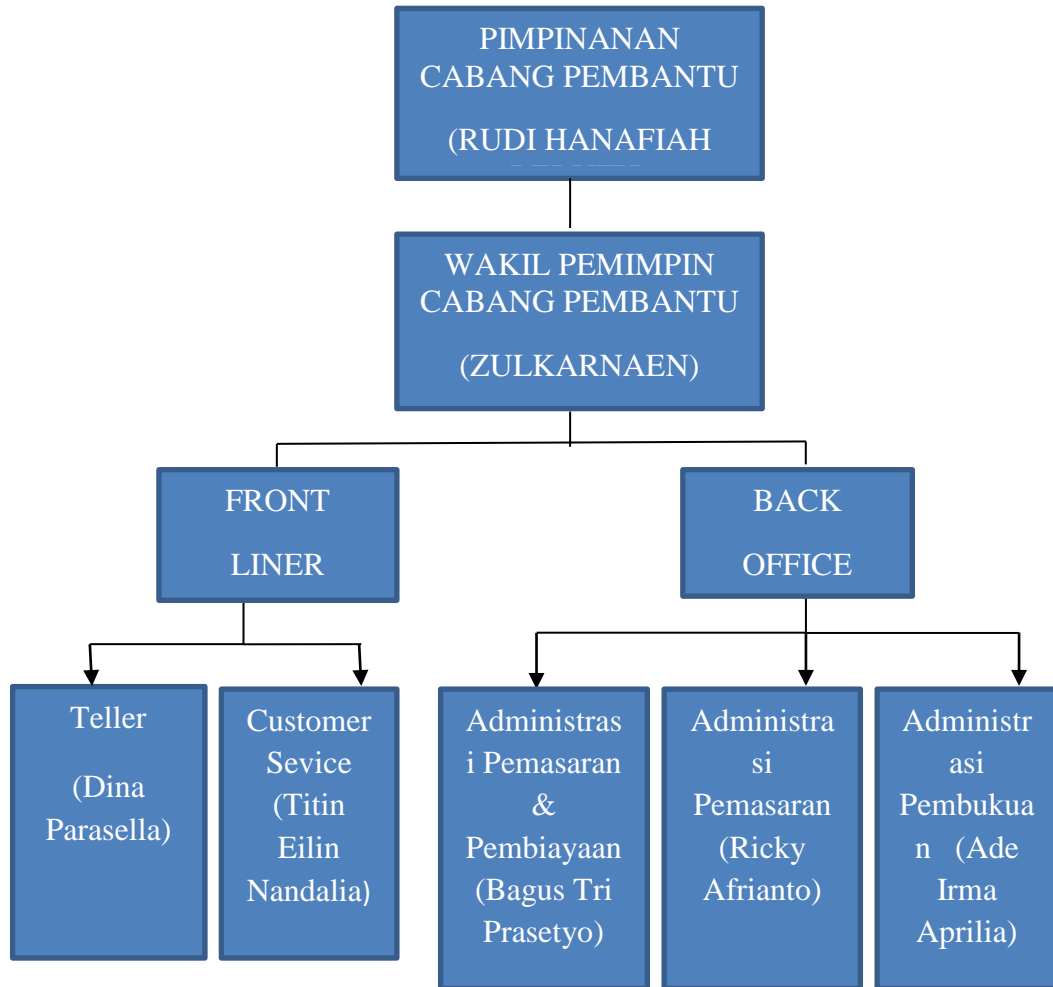 PIMPINANAN
CABANG PEMBANTU
(RUDI HANAFIAH
WAKIL PEMIMPIN
CABANG PEMBANTU
(ZULKARNAEN)
FRONT
LINER
BACK
OFFICE
Teller
(Dina
Parasella)
Customer
Sevice
(Titin
Eilin
Nandalia)
Administras
i Pemasaran
&
Pembiayaan
(Bagus Tri
Prasetyo)
Administra
si
Pemasaran
(Ricky
Afrianto)
Administr
asi
Pembukua
n (Ade
Irma
Aprilia)